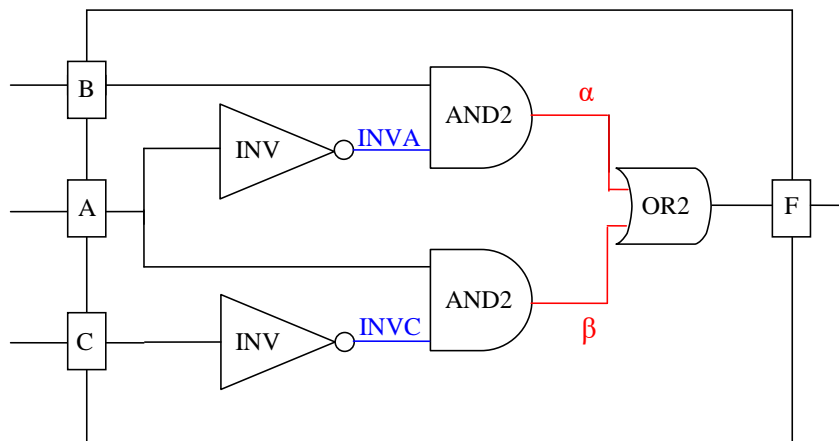 B
INV
INVA
AND2
α
A
OR2
F
C
INV
INVC
AND2
β